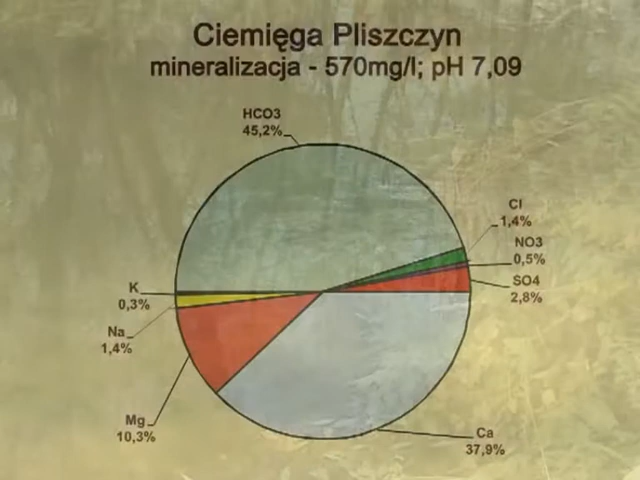 Ciemięga Pliszczyn
mineralizacja - 570mg/l; pH 7,09
HCO3
45,2%
Cl
1,4%
NO3
0,5%
SO4
2,8%
K
0,3%
Na
1,4%
Mg
10,3%
Ca
37,9%